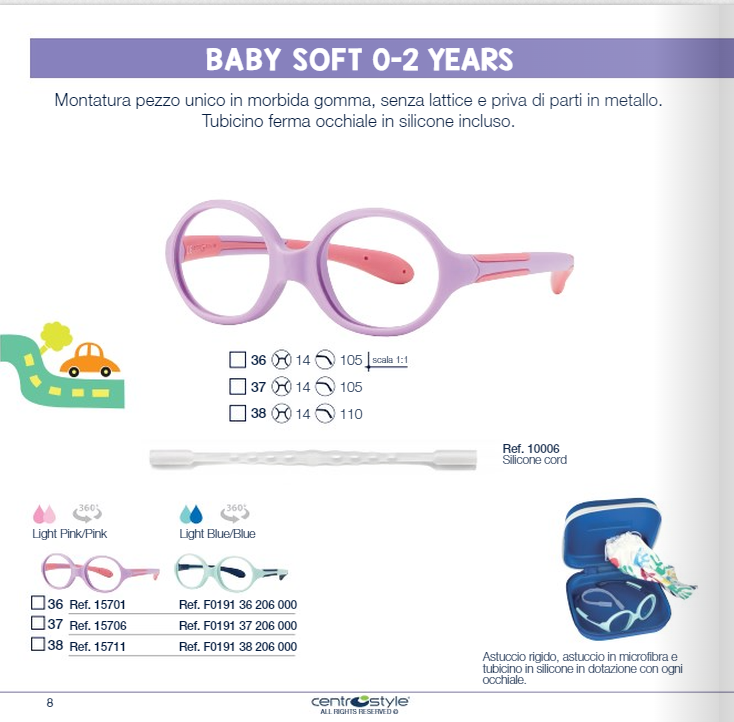 BABY SOFT 0-2 YEARS
Montatura pezzo unico in morbida gomma, senza lattice e priva di parti in metallo.
Tubicino ferma occhiale in silicone incluso.
36 14 105 scala 1:1
37 14 105
38 14 110
Ref. 10006
Silicone cord
360°
360°
Light Pink/Pink
Light Blue/Blue
36 Ref. 15701 Ref. F0191 36 206 000
37 Ref. 15706 Ref. F0191 37 206 000
38 Ref. 15711 Ref. F0191 38 206 000
Astuccio rigido, astuccio in microfibra e
tubicino in silicone in dotazione con ogni
occhiale.
8
centrostyle®
ALL RIGHTS RESERVED ©